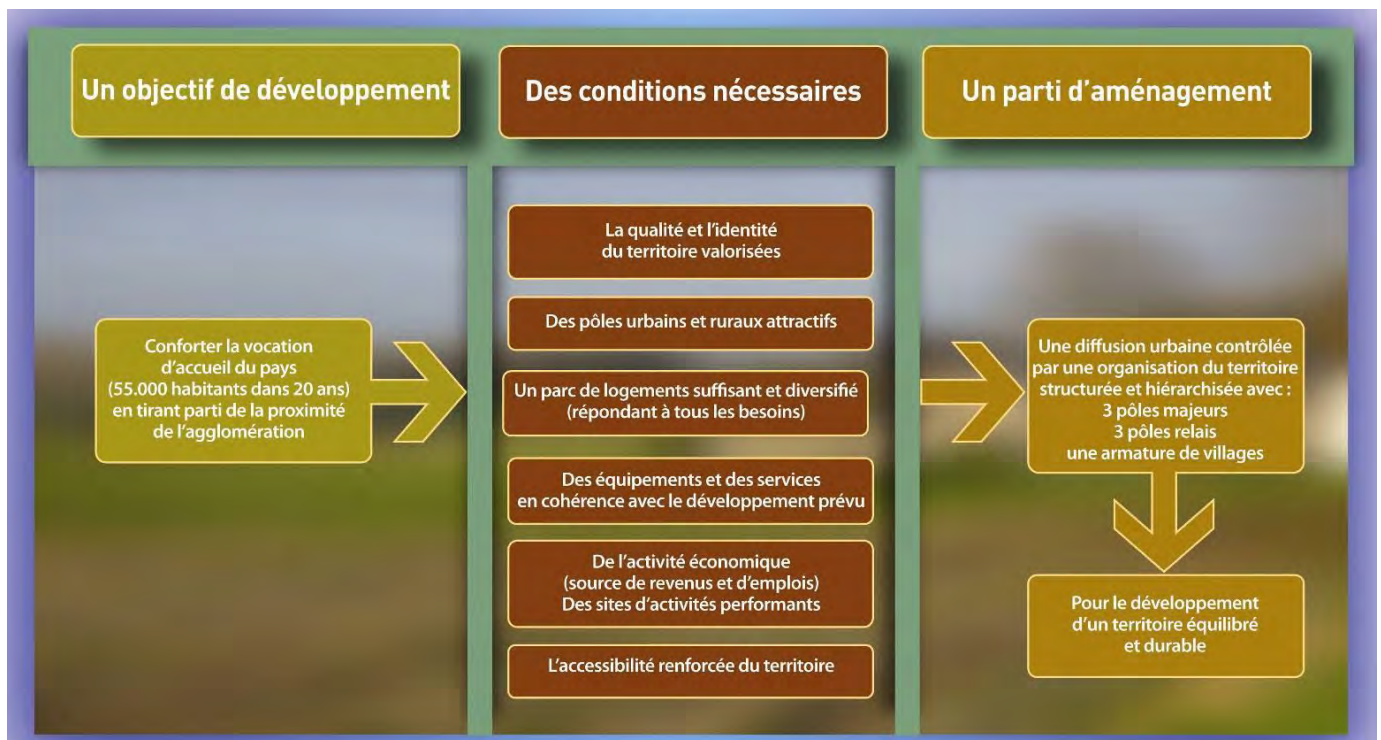 Un objectif de développement
Des conditions nécessaires
Un parti d'aménagement
Conforter la vocation
d'accueil du pays
(55.000 habitants dans 20 ans)
en tirant parti de la proximité
de l'agglomération
La qualité et l'identité
du territoire valorisées
Des pôles urbains et ruraux attractifs
Un parc de logements suffisant et diversifié
(répondant à tous les besoins)
Des équipements et des services
en cohérence avec le développement prévu
De l'activité économique
(source de revenus et d'emplois)
Des sites d'activités performants
L'accessibilité renforcée du territoire
Une diffusion urbaine contrôlée
par une organisation du territoire
structurée et hiérarchisée avec :
3 pôles majeurs
3 pôles relais
une armature de villages
Pour le développement
d'un territoire équilibré
et durable